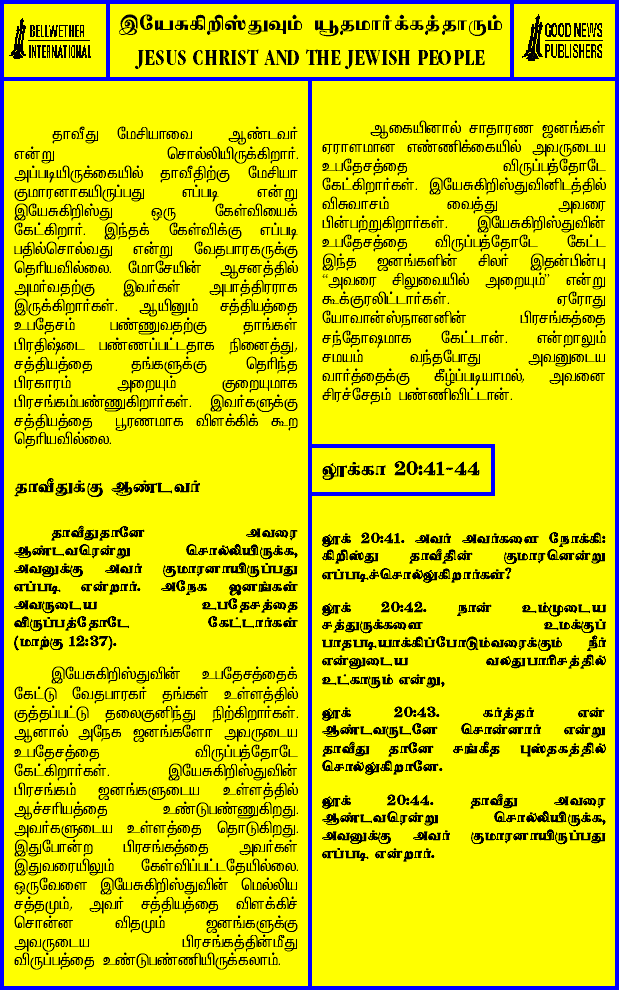 BELLWETHER
INTERNATIONAL
இயேசுகிறிஸ்துவும் யூதமார்க்கத்தாரும்
JESUS CHRIST AND THE JEWISH PEOPLE
GOOD NEWS
PUBLISHERS
தாவீது மேசியாவை ஆண்டவர்
என்று சொல்லியிருக்கிறார்.
அப்படியிருக்கையில் தாவீதிற்கு மேசியா
குமாரனாகயிருப்பது எப்படி என்று
இயேசுகிறிஸ்து ஒரு கேள்வியைக்
கேட்கிறார். இந்தக் கேள்விக்கு எப்படி
பதில்சொல்வது என்று வேதபாரகருக்கு
தெரியவில்லை. மோசேயின் ஆசனத்தில்
அமர்வதற்கு இவர்கள் அபாத்திரராக
இருக்கிறார்கள். ஆயினும் சத்தியத்தை
உபதேசம் பண்ணுவதற்கு தாங்கள்
பிரதிஷ்டை பண்ணப்பட்டதாக நினைத்து,
சத்தியத்தை தங்களுக்கு தெரிந்த
பிரகாரம் அறையும் குறையுமாக
பிரசங்கம்பண்ணுகிறார்கள். இவர்களுக்கு
சத்தியத்தை பூரணமாக விளக்கிக் கூற
தெரியவில்லை.
தாவீதுக்கு ஆண்டவர்
தாவீதுதானே அவரை
ஆண்டவரென்று சொல்லியிருக்க,
அவனுக்கு அவர் குமாரனாயிருப்பது
எப்படி என்றார். அநேக ஜனங்கள்
அவருடைய உபதேசத்தை
விருப்பத்தோடே கேட்டார்கள்
(மாற்கு 12:37).
இயேசுகிறிஸ்துவின் உபதேசத்தைக்
கேட்டு வேதபாரகர் தங்கள் உள்ளத்தில்
குத்தப்பட்டு தலைகுனிந்து நிற்கிறார்கள்.
ஆனால் அநேக ஜனங்களோ அவருடைய
உபதேசத்தை விருப்பத்தோடே
கேட்கிறார்கள். இயேசுகிறிஸ்துவின்
பிரசங்கம் ஜனங்களுடைய உள்ளத்தில்
ஆச்சரியத்தை உண்டுபண்ணுகிறது.
அவர்களுடைய உள்ளத்தை தொடுகிறது.
இதுபோன்ற பிரசங்கத்தை அவர்கள்
இதுவரையிலும் கேள்விப்பட்டதேயில்லை.
ஒருவேளை இயேசுகிறிஸ்துவின் மெல்லிய
சத்தமும், அவர் சத்தியத்தை விளக்கிச்
சொன்ன விதமும் ஜனங்களுக்கு
அவருடைய பிரசங்கத்தின்மீது
விருப்பத்தை உண்டுபண்ணியிருக்கலாம்.
ஆகையினால் சாதாரண ஜனங்கள்
ஏராளமான எண்ணிக்கையில் அவருடைய
உபதேசத்தை விருப்பத்தோடே
கேட்கிறார்கள். இயேசுகிறிஸ்துவினிடத்தில்
விசுவாசம் வைத்து அவரை
பின்பற்றுகிறார்கள். இயேசுகிறிஸ்துவின்
உபதேசத்தை விருப்பத்தோடே கேட்ட
இந்த ஜனங்களின் சிலர் இதன்பின்பு
“அவரை சிலுவையில் அறையும்” என்று
கூக்குரலிட்டார்கள். ஏரோது
யோவான்ஸ்நானனின் பிரசங்கத்தை
சந்தோஷமாக கேட்டான். என்றாலும்
சமயம் வந்தபோது அவனுடைய
வார்த்தைக்கு கீழ்ப்படியாமல், அவனை
சிரச்சேதம் பண்ணிவிட்டான்.
லூக்கா 20:41-44
லூக் 20:41. அவர் அவர்களை நோக்கி:
கிறிஸ்து தாவீதின் குமாரனென்று
எப்படிச்சொல்லுகிறார்கள்?
லூக் 20:42. நான் உம்முடைய
சத்துருக்களை உமக்குப்
பாதபடியாக்கிப்போடும்வரைக்கும் நீர்
என்னுடைய வலதுபாரிசத்தில்
உட்காரும் என்று,
லூக் 20:43. கர்த்தர் என்
ஆண்டவருடனே சொன்னார் என்று
தாவீது தானே சங்கீத புஸ்தகத்தில்
சொல்லுகிறானே.
லூக் 20:44. தாவீது அவரை
ஆண்டவரென்று சொல்லியிருக்க,
அவனுக்கு அவர் குமாரனாயிருப்பது
எப்படி என்றார்.